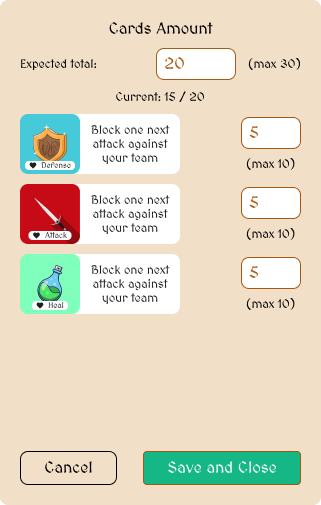 Cards Amount
Expected total: 20 (max 30)
Current: 15 / 20
Block one next
attack against
your team
Defense
5
(max 10)
Block one next
attack against
your team
Attack
5
(max 10)
Block one next
attack against
your team
Heal
5
(max 10)
Cancel Save and Close